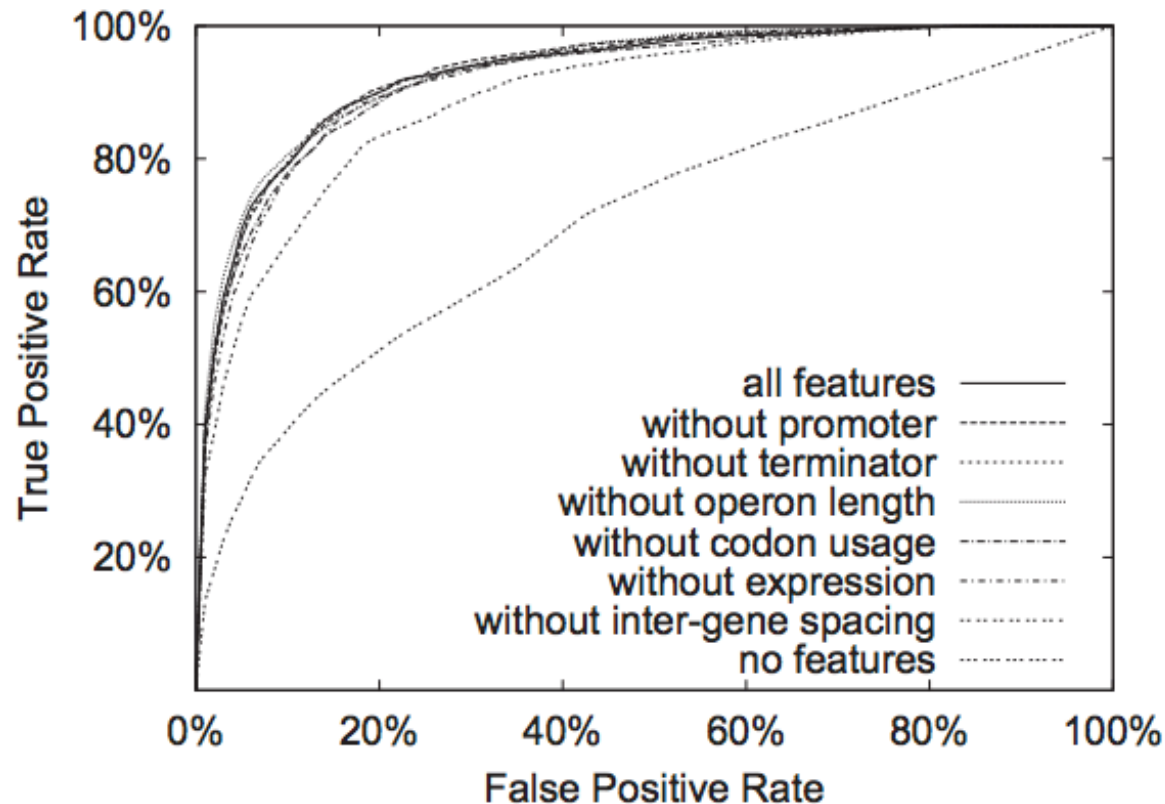 100%
80%
60%
40%
20%
True Positive Rate
all features
without promoter
without terminator
without operon length
without codon usage
without expression
without inter-gene spacing
no features
0% 20% 40% 60% 80% 100%
False Positive Rate